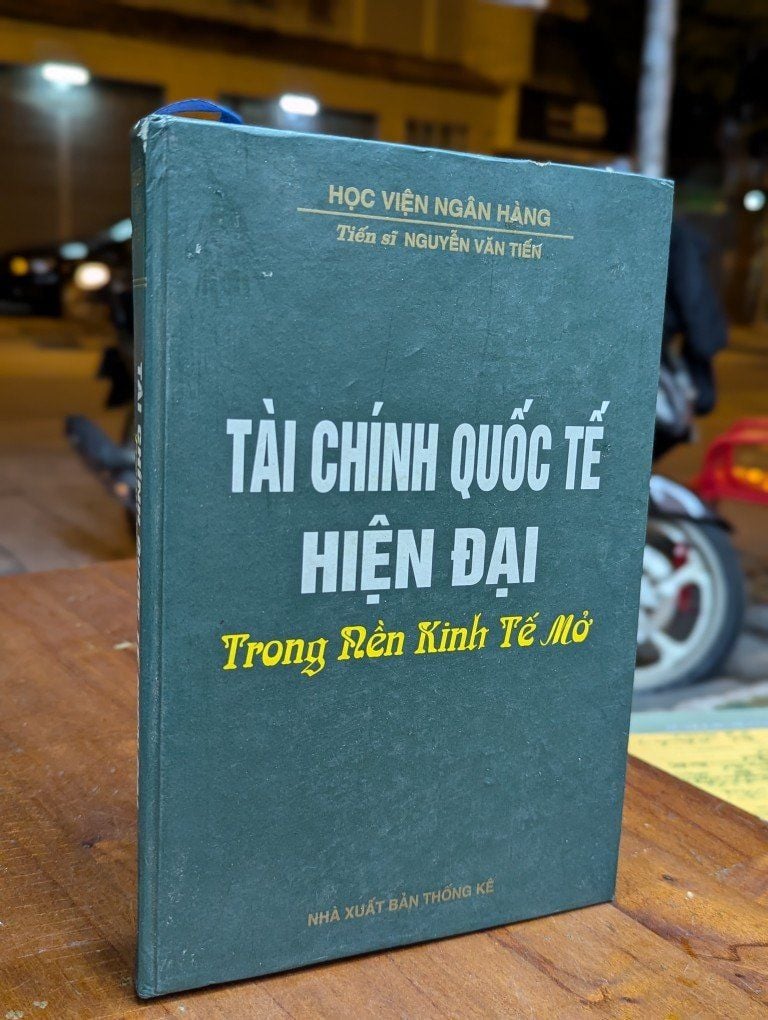 HỌC VIỆN NGÂN HÀNG
Tiến sĩ NGUYỄN VĂN TIẾN
TÀI CHÍNH QUỐC TẾ
HIỆN ĐẠI
Trong Nền Kinh Tế Mở
NHÀ XUẤT BẢN THỐNG KÊ
TÀI